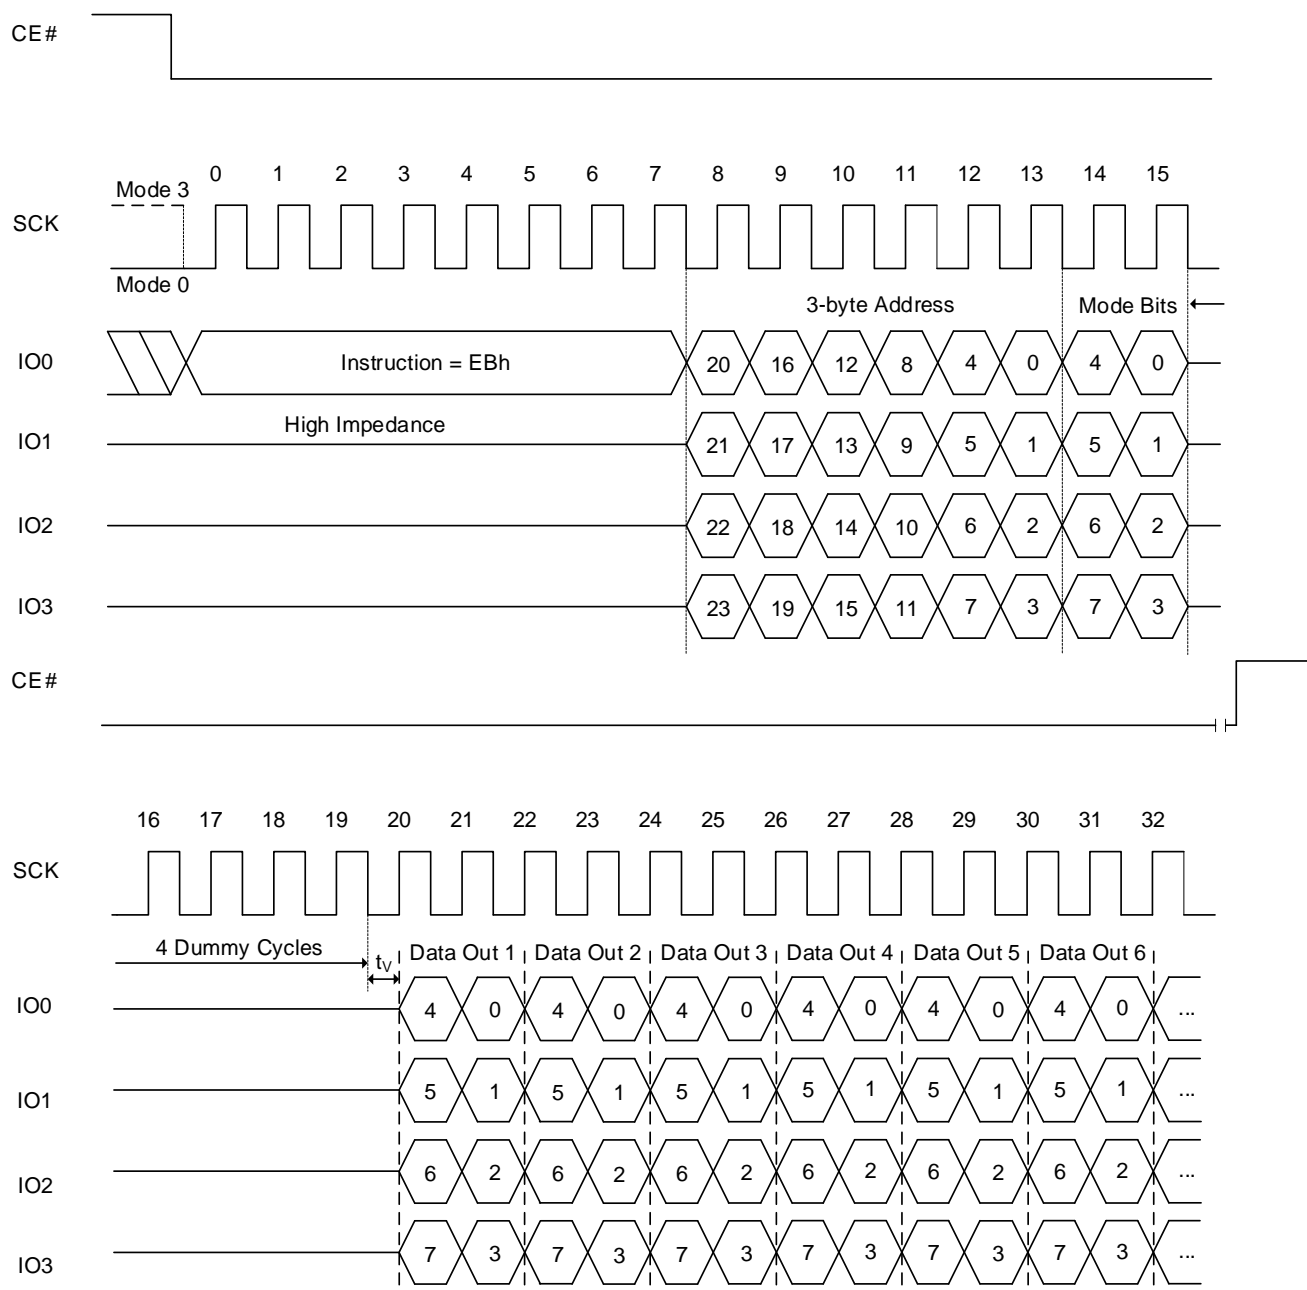 CE#
0 1 2 3 4 5 6 7 8 9 10 11 12 13 14 15
Mode 3
SCK
Mode 0
3-byte Address Mode Bits
IO0 Instruction = EBh 20 16 12 8 4 0 4 0
High Impedance
IO1 21 17 13 9 5 1 5 1
IO2 22 18 14 10 6 2 6 2
IO3 23 19 15 11 7 3 7 3
CE#
16 17 18 19 20 21 22 23 24 25 26 27 28 29 30 31 32
SCK
4 Dummy Cycles tV Data Out 1 Data Out 2 Data Out 3 Data Out 4 Data Out 5 Data Out 6
IO0 4 0 4 0 4 0 4 0 4 0 4 0 ...
IO1 5 1 5 1 5 1 5 1 5 1 5 1 ...
IO2 6 2 6 2 6 2 6 2 6 2 6 2 ...
IO3 7 3 7 3 7 3 7 3 7 3 7 3 ...